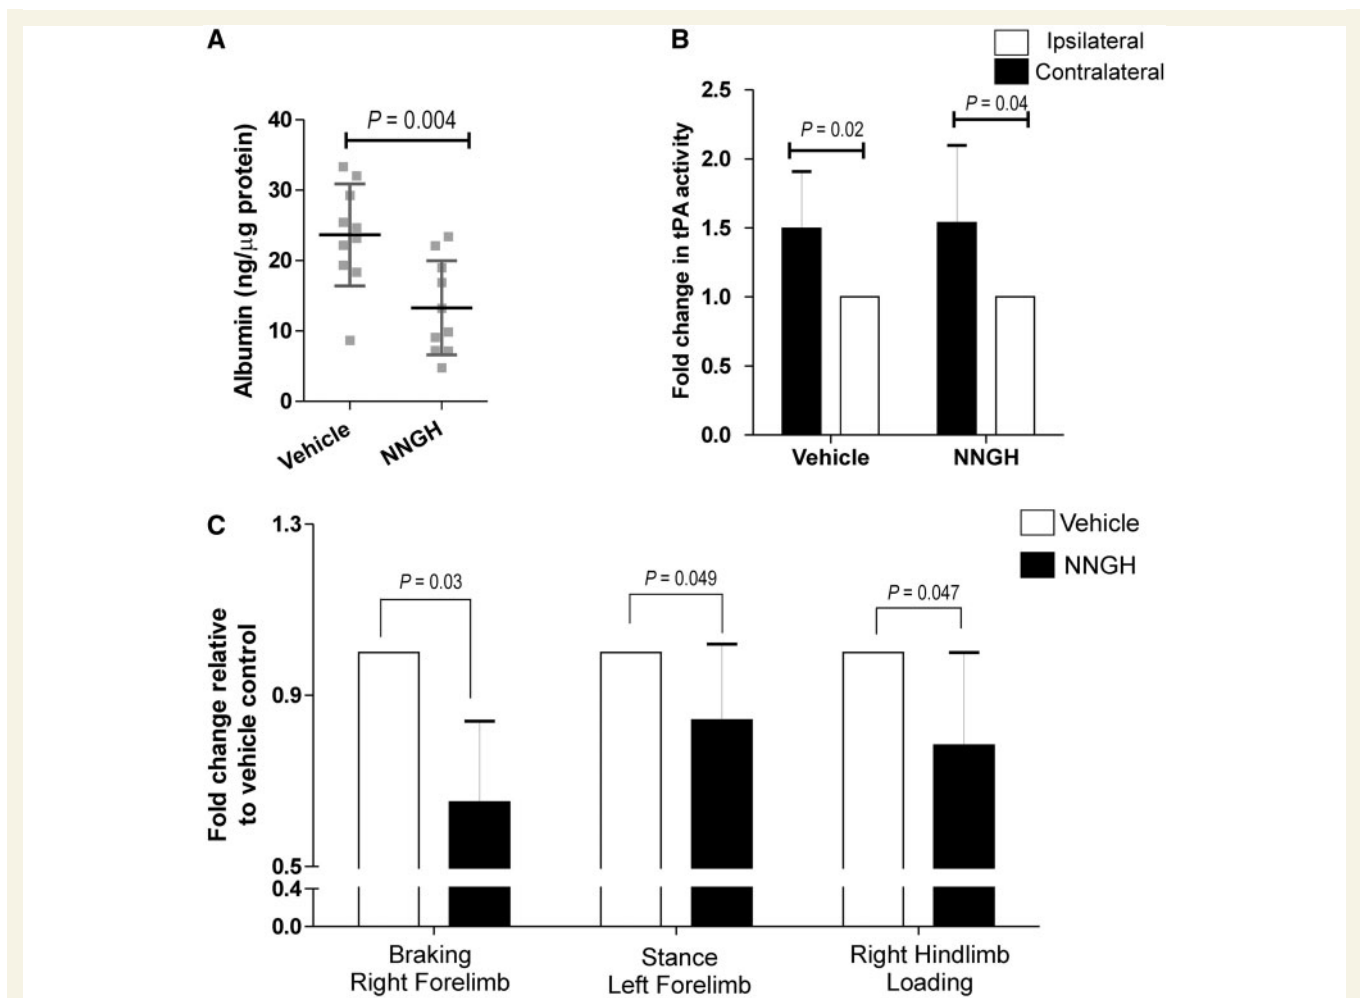 A
P = 0.004
Albumin (ng/μg protein)
40
30
20
10
0
Vehicle
NNGH
B
Ipsilateral
Contralateral
Fold change in tPA activity
2.5
2.0
1.5
1.0
0.5
0.0
P = 0.02
P = 0.04
Vehicle
NNGH
C
Vehicle
NNGH
Fold change relative
to vehicle control
1.3
0.9
0.5
0.4
0.0
P = 0.03
P = 0.049
P = 0.047
Braking
Right Forelimb
Stance
Left Forelimb
Right Hindlimb
Loading